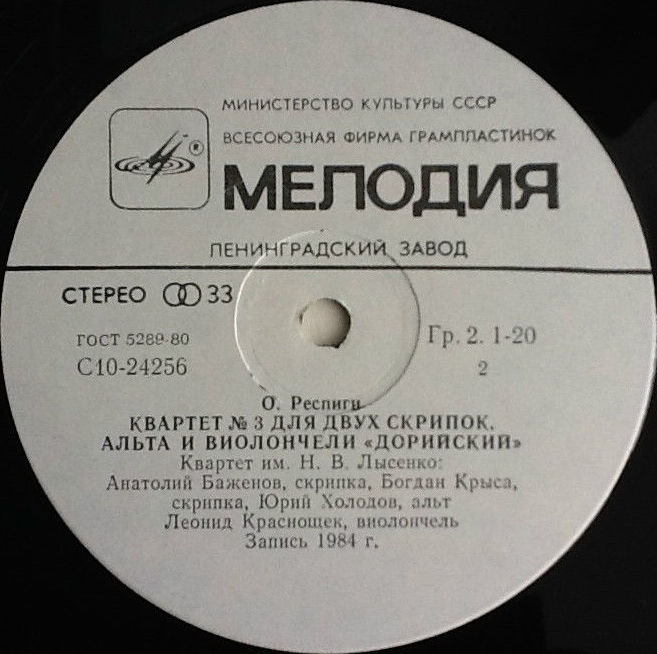 МИНИСТЕРСТВО КУЛЬТУРЫ СССР
ВСЕСОЮЗНАЯ ФИРМА ГРАМПЛАСТИНОК
®
МЕЛОДИЯ
ЛЕНИНГРАДСКИЙ ЗАВОД
СТЕРЕО 33
ГОСТ 5289-80
Гр. 2. 1-20
С10-24256
2
О. Респиги
КВАРТЕТ № 3 ДЛЯ ДВУХ СКРИПОК,
АЛЬТА И ВИОЛОНЧЕЛИ «ДОРИЙСКИЙ»
Квартет им. Н. В. Лысенко:
Анатолий Баженов, скрипка, Богдан Крыса,
скрипка, Юрий Холодов, альт
Леонид Краснощек, виолончель
Запись 1984 г.